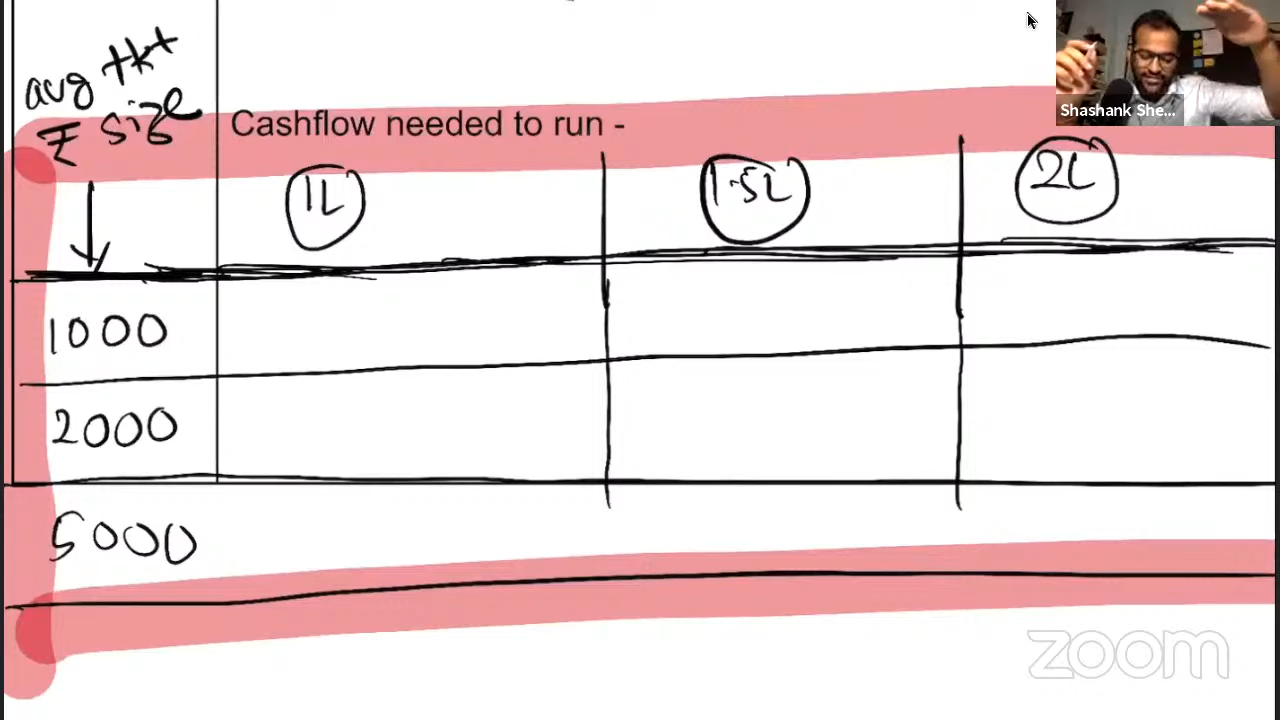 avg tkt
₹ size
Cashflow needed to run -
1L
1.5L
2L
1000
2000
5000
Shashank She...
zoom